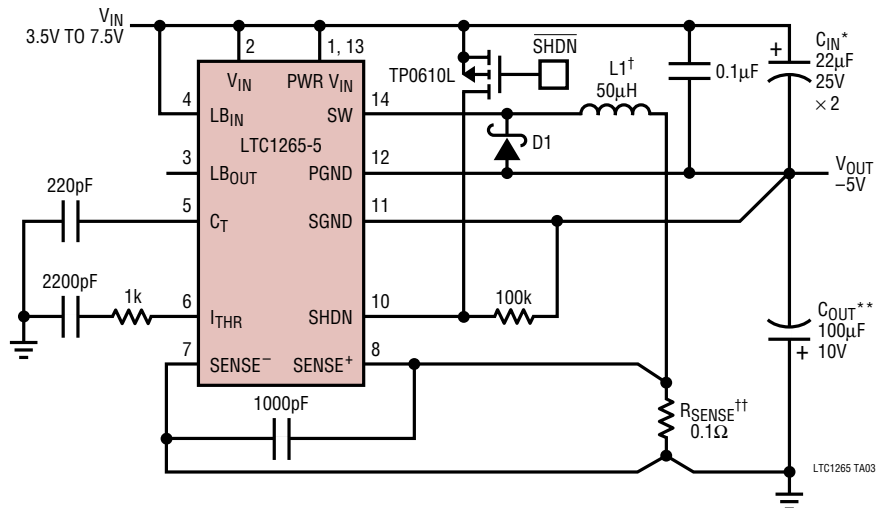 VIN
3.5V TO 7.5V
2
1, 13
VIN
PWR VIN
TP0610L
SHDN
L1†
50µH
0.1µF
+
CIN*
22µF
25V
× 2
4
LBIN
SW
14
LTC1265-5
D1
3
LBOUT
PGND
12
VOUT
–5V
220pF
5
CT
SGND
11
2200pF
1k
6
ITHR
SHDN
10
100k
COUT**
100µF
10V
+
7
SENSE–
SENSE+
8
1000pF
RSENSE††
0.1Ω
LTC1265 TA03